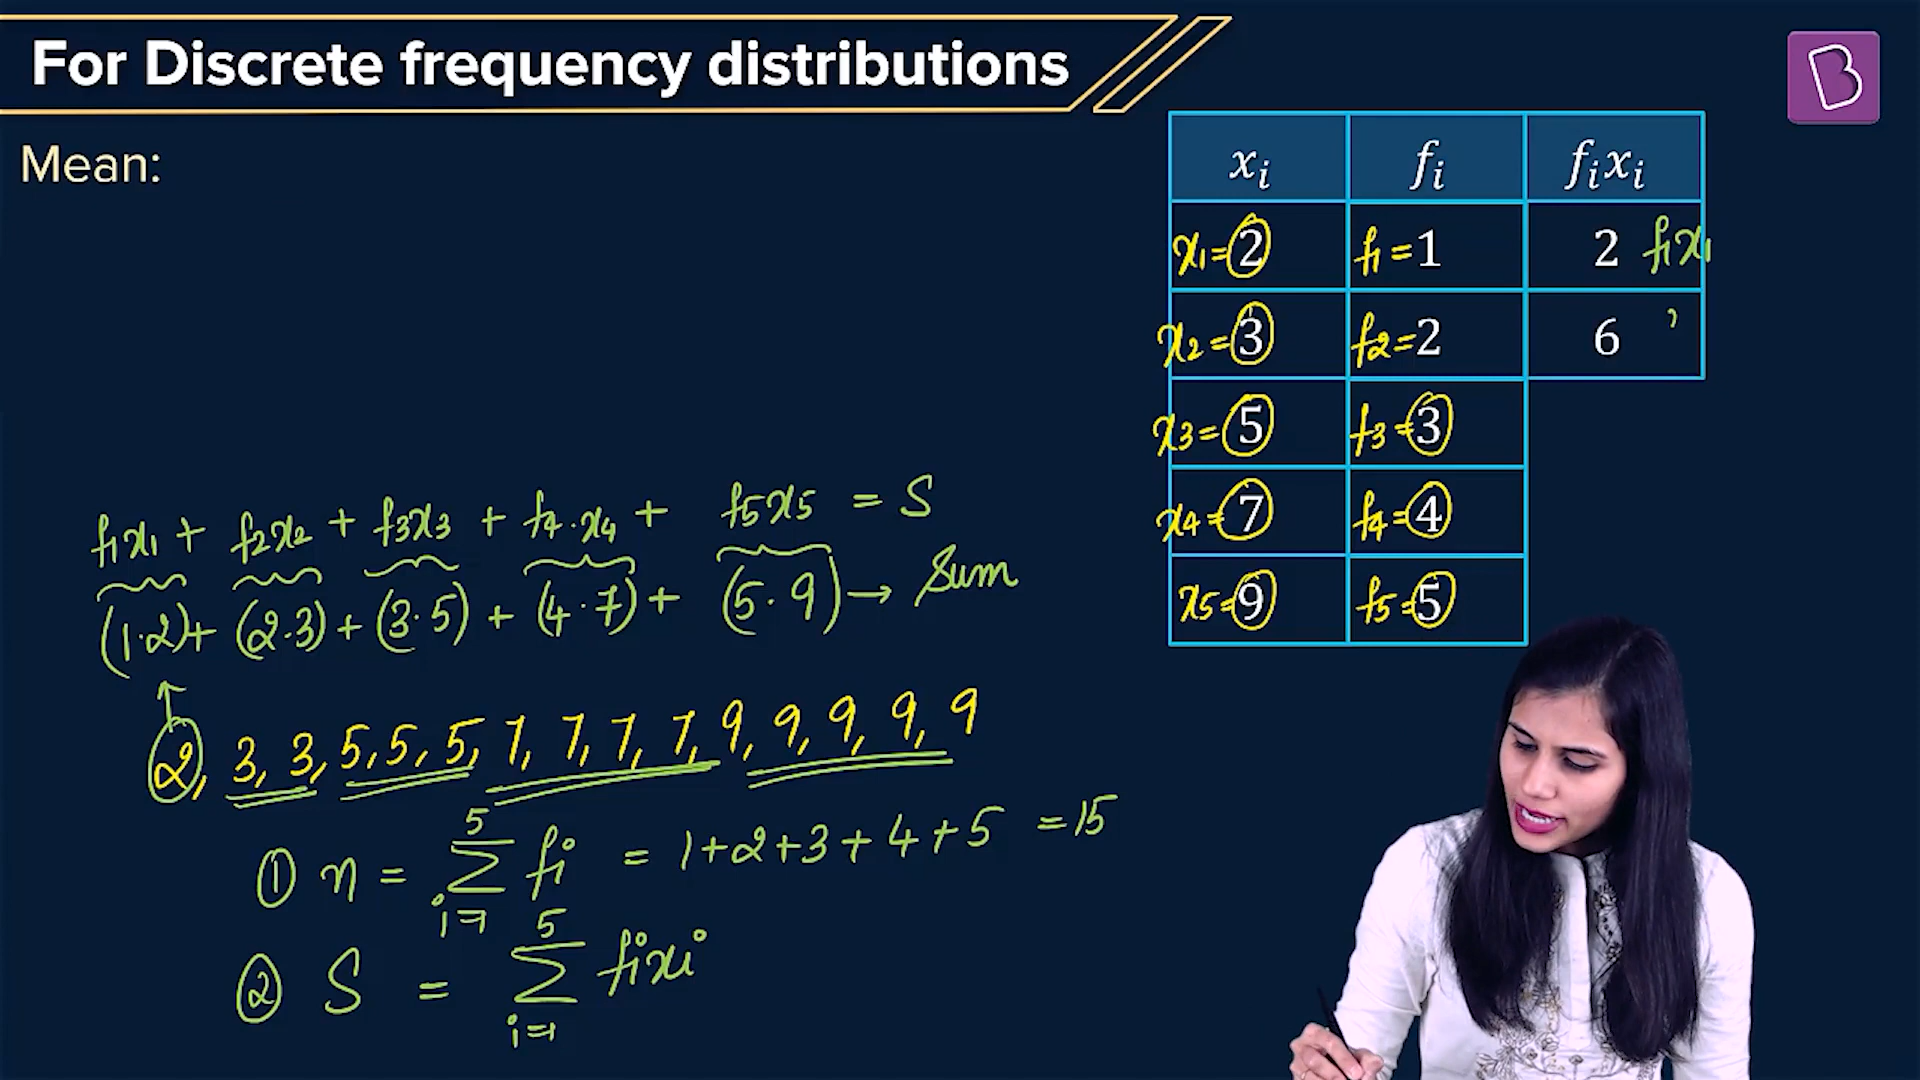 For Discrete frequency distributions
Mean:
xᵢ fᵢ fᵢxᵢ
x₁=2 f₁=1 2 f₁x₁
x₂=3 f₂=2 6
x₃=5 f₃=3
x₄=7 f₄=4
x₅=9 f₅=5
f₁x₁ + f₂x₂ + f₃x₃ + f₄·x₄ + f₅x₅ = S
(1·2)+ (2·3)+(3·5) + (4·7)+ (5·9) → Sum
2, 3, 3, 5, 5, 5, 7, 7, 7, 7, 9, 9, 9, 9, 9
① n = 5 Σ i=1 fi = 1+2+3+4+5 = 15
② S = 5 Σ i=1 fixi